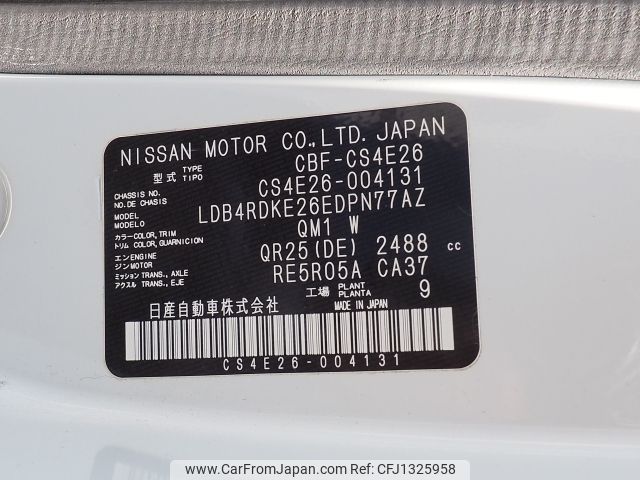 NISSAN MOTOR CO.,LTD. JAPAN
型式 TYPE TIPO CBF-CS4E26
CHASSIS NO. NO.DE CHASIS CS4E26-004131
MODEL MODELO LDB4RDKE26EDPN77AZ
カラー COLOR, TRIM トリム COLOR, GUARNICION QM1 W
エンジン ENGINE MOTOR QR25(DE) 2488 cc
ミッション TRANS., AXLE アクスル TRANS., EJE RE5R05A CA37
工場 PLANT PLANTA 9
日産自動車株式会社 MADE IN JAPAN
CS4E26-004131
CAR FROM JAPAN
carfromjapan.com
REF ID: CFJ1325958